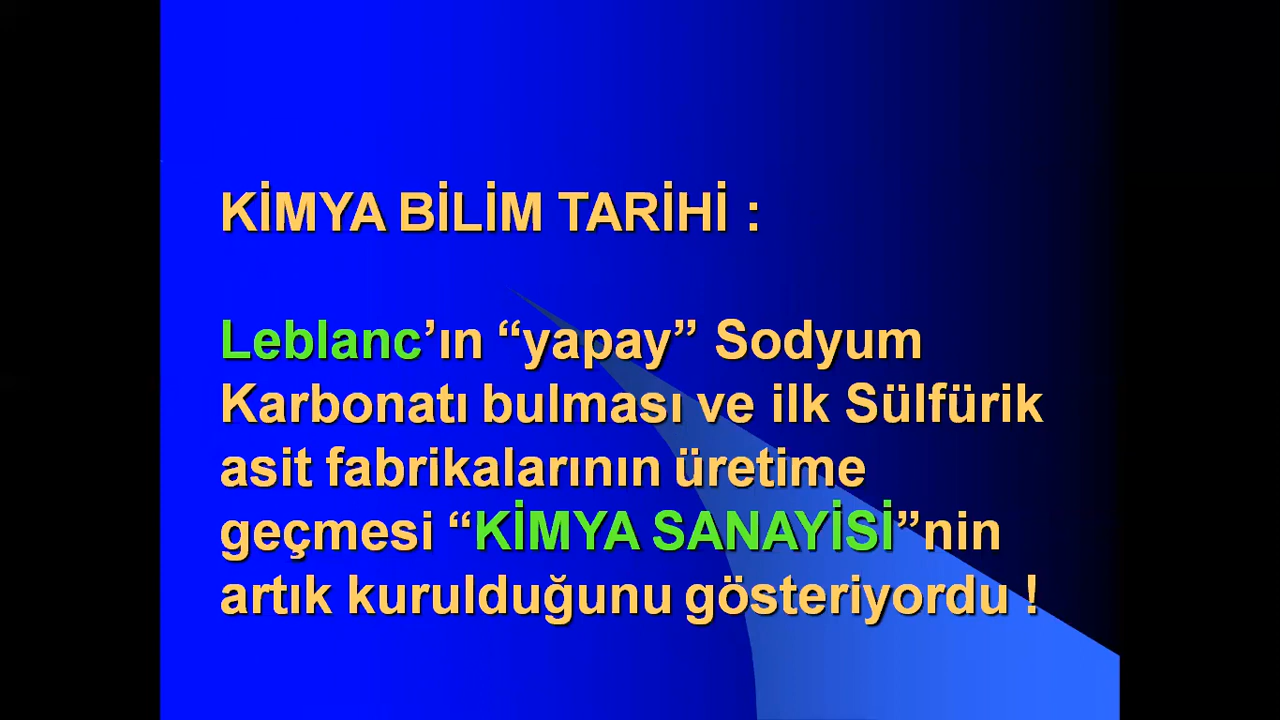 KİMYA BİLİM TARİHİ :
Leblanc’ın “yapay” Sodyum
Karbonatı bulması ve ilk Sülfürik
asit fabrikalarının üretime
geçmesi “KİMYA SANAYİSİ”nin
artık kurulduğunu gösteriyordu !